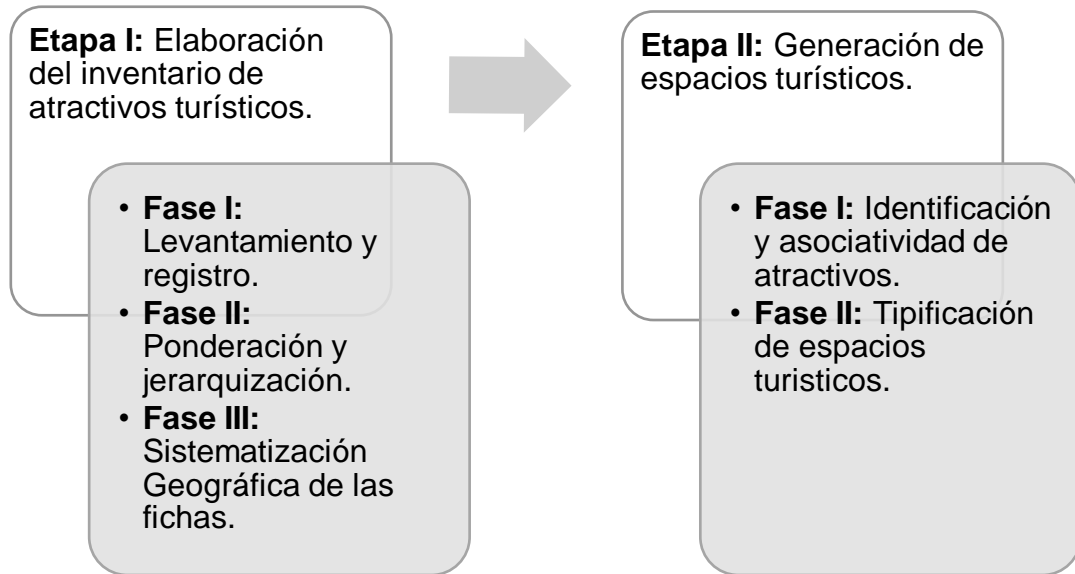 Etapa I: Elaboración
del inventario de
atractivos turísticos.
• Fase I:
Levantamiento y
registro.
• Fase II:
Ponderación y
jerarquización.
• Fase III:
Sistematización
Geográfica de las
fichas.
Etapa II: Generación de
espacios turísticos.
• Fase I: Identificación
y asociatividad de
atractivos.
• Fase II: Tipificación
de espacios
turisticos.